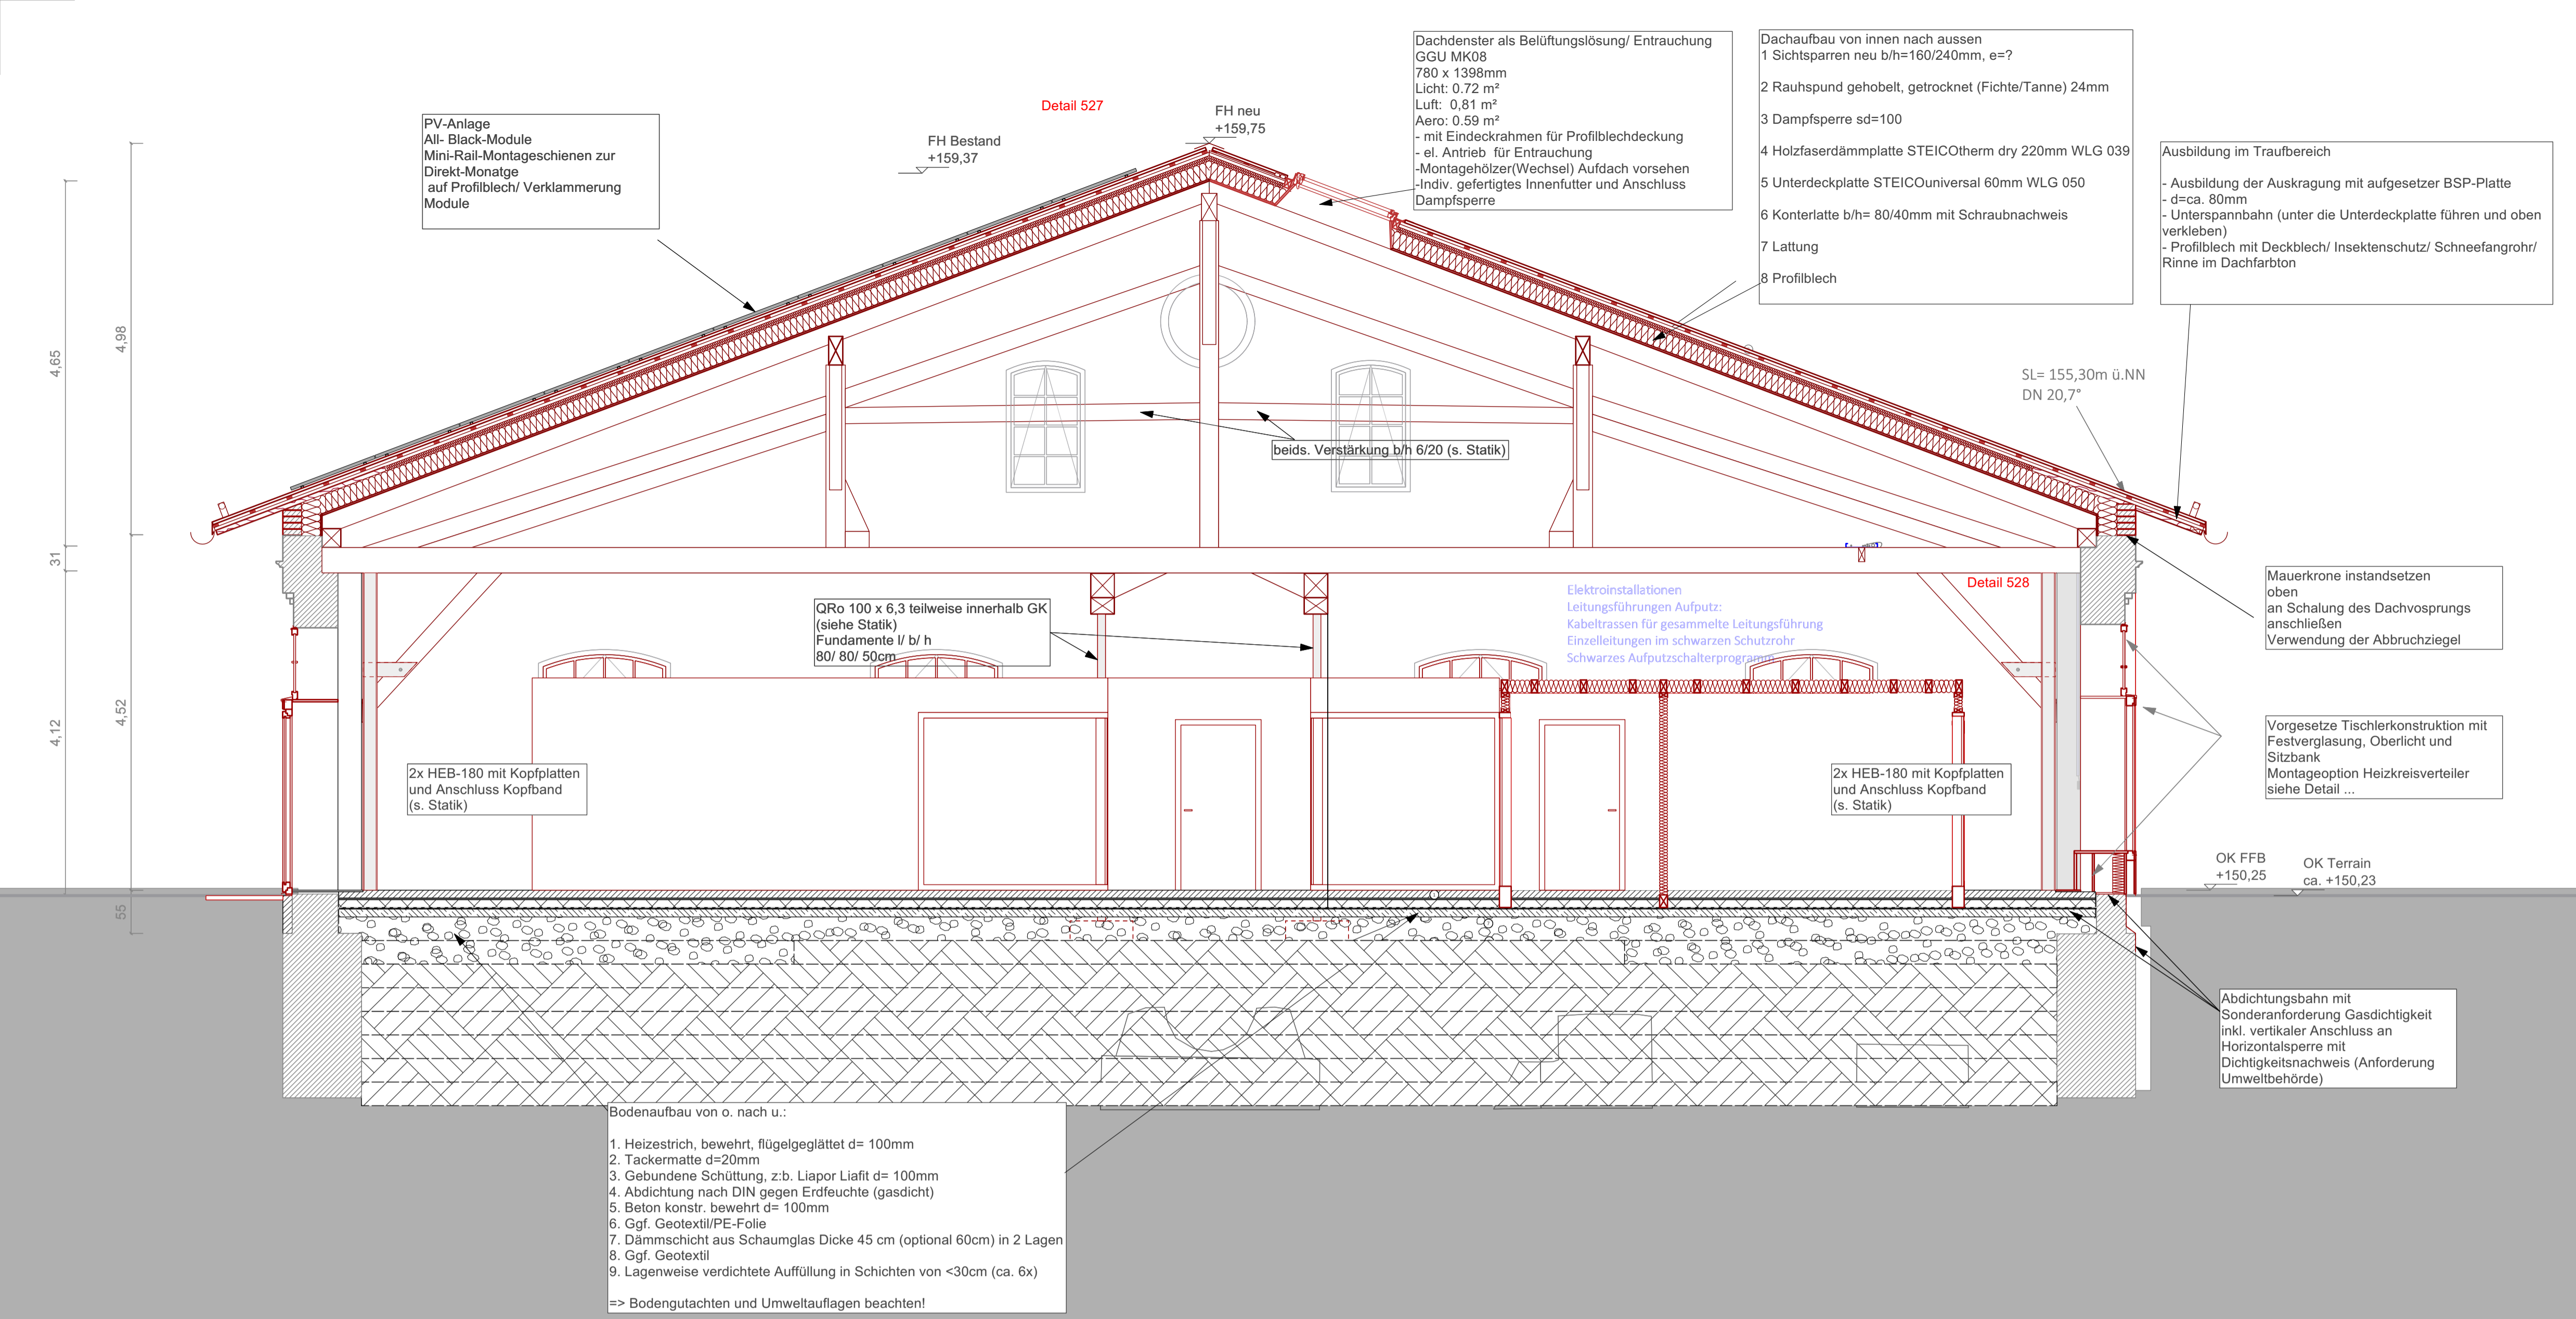 Detail 527
FH Bestand
+159,37
FH neu
+159,75
PV-Anlage
All- Black-Module
Mini-Rail-Montageschienen zur
Direkt-Monatge
auf Profilblech/ Verklammerung
Module
Dachdenster als Belüftungslösung/ Entrauchung
GGU MK08
780 x 1398mm
Licht: 0.72 m²
Luft: 0,81 m²
Aero: 0.59 m²
- mit Eindeckrahmen für Profilblechdeckung
- el. Antrieb für Entrauchung
-Montagehölzer(Wechsel) Aufdach vorsehen
-Indiv. gefertigtes Innenfutter und Anschluss
Dampfsperre
Dachaufbau von innen nach aussen
1 Sichtsparren neu b/h=160/240mm, e=?
2 Rauhspund gehobelt, getrocknet (Fichte/Tanne) 24mm
3 Dampfsperre sd=100
4 Holzfaserdämmplatte STEICOtherm dry 220mm WLG 039
5 Unterdeckplatte STEICOuniversal 60mm WLG 050
6 Konterlatte b/h= 80/40mm mit Schraubnachweis
7 Lattung
8 Profilblech
Ausbildung im Traufbereich
- Ausbildung der Auskragung mit aufgesetzer BSP-Platte
- d=ca. 80mm
- Unterspannbahn (unter die Unterdeckplatte führen und oben
verkleben)
- Profilblech mit Deckblech/ Insektenschutz/ Schneefangrohr/
Rinne im Dachfarbton
4,65
4,98
31
4,12
4,52
55
SL= 155,30m ü.NN
DN 20,7°
beids. Verstärkung b/h 6/20 (s. Statik)
Detail 528
QRo 100 x 6,3 teilweise innerhalb GK
(siehe Statik)
Fundamente l/ b/ h
80/ 80/ 50cm
Elektroinstallationen
Leitungsführungen Aufputz:
Kabeltrassen für gesammelte Leitungsführung
Einzelleitungen im schwarzen Schutzrohr
Schwarzes Aufputzschalterprogramm
Mauerkrone instandsetzen
oben
an Schalung des Dachvosprungs
anschließen
Verwendung der Abbruchziegel
Vorgesetze Tischlerkonstruktion mit
Festverglasung, Oberlicht und
Sitzbank
Montageoption Heizkreisverteiler
siehe Detail ...
2x HEB-180 mit Kopfplatten
und Anschluss Kopfband
(s. Statik)
2x HEB-180 mit Kopfplatten
und Anschluss Kopfband
(s. Statik)
OK FFB
+150,25
OK Terrain
ca. +150,23
Abdichtungsbahn mit
Sonderanforderung Gasdichtigkeit
inkl. vertikaler Anschluss an
Horizontalsperre mit
Dichtigkeitsnachweis (Anforderung
Umweltbehörde)
Bodenaufbau von o. nach u.:
1. Heizestrich, bewehrt, flügelgeglättet d= 100mm
2. Tackermatte d=20mm
3. Gebundene Schüttung, z:b. Liapor Liafit d= 100mm
4. Abdichtung nach DIN gegen Erdfeuchte (gasdicht)
5. Beton konstr. bewehrt d= 100mm
6. Ggf. Geotextil/PE-Folie
7. Dämmschicht aus Schaumglas Dicke 45 cm (optional 60cm) in 2 Lagen
8. Ggf. Geotextil
9. Lagenweise verdichtete Auffüllung in Schichten von <30cm (ca. 6x)
=> Bodengutachten und Umweltauflagen beachten!